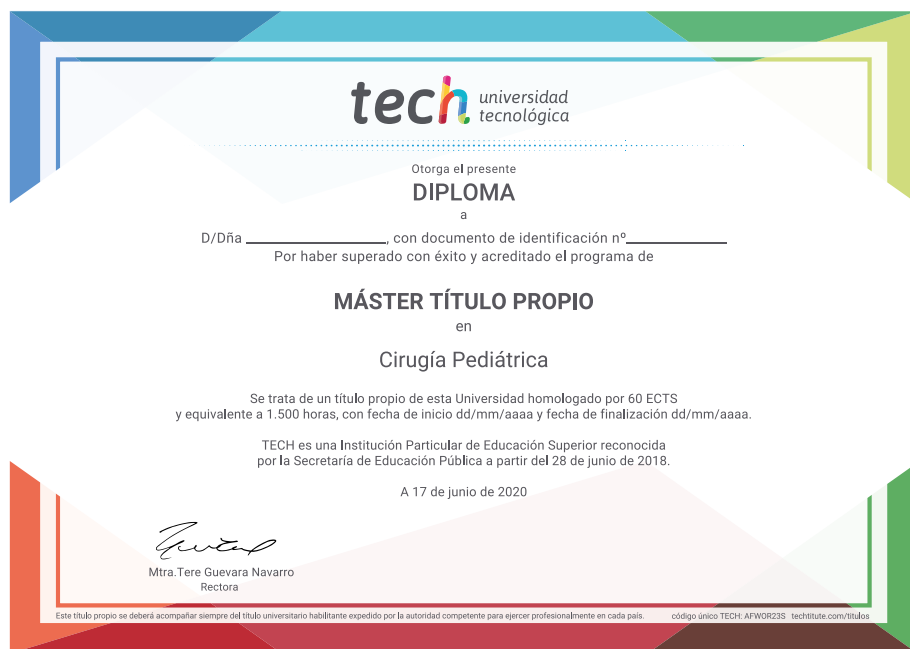 tech universidad
tecnológica
Otorga el presente
DIPLOMA
a
D/Dña ____________________, con documento de identificación nº______________
Por haber superado con éxito y acreditado el programa de
MÁSTER TÍTULO PROPIO
en
Cirugía Pediátrica
Se trata de un título propio de esta Universidad homologado por 60 ECTS
y equivalente a 1.500 horas, con fecha de inicio dd/mm/aaaa y fecha de finalización dd/mm/aaaa.
TECH es una Institución Particular de Educación Superior reconocida
por la Secretaría de Educación Pública a partir del 28 de junio de 2018.
A 17 de junio de 2020
Mtra.Tere Guevara Navarro
Rectora
Este título propio se deberá acompañar siempre del título universitario habilitante expedido por la autoridad competente para ejercer profesionalmente en cada país. código único TECH: AFWOR23S techtitute.com/titulos